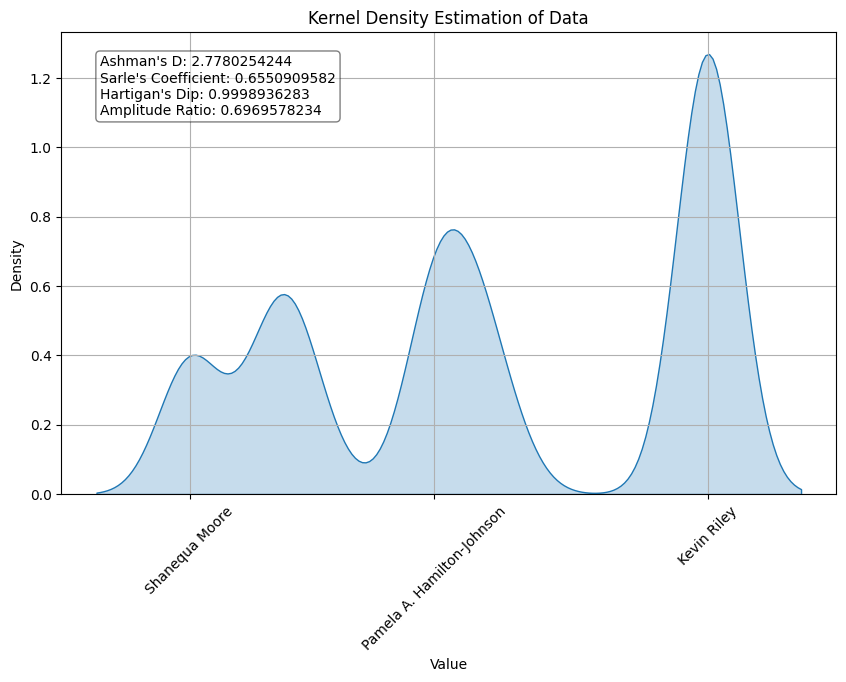 Kernel Density Estimation of Data
Ashman's D: 2.7780254244
Sarle's Coefficient: 0.6550909582
Hartigan's Dip: 0.9998936283
Amplitude Ratio: 0.6969578234
Density
1.2
1.0
0.8
0.6
0.4
0.2
0.0
Shanequa Moore
Pamela A. Hamilton-Johnson
Kevin Riley
Value